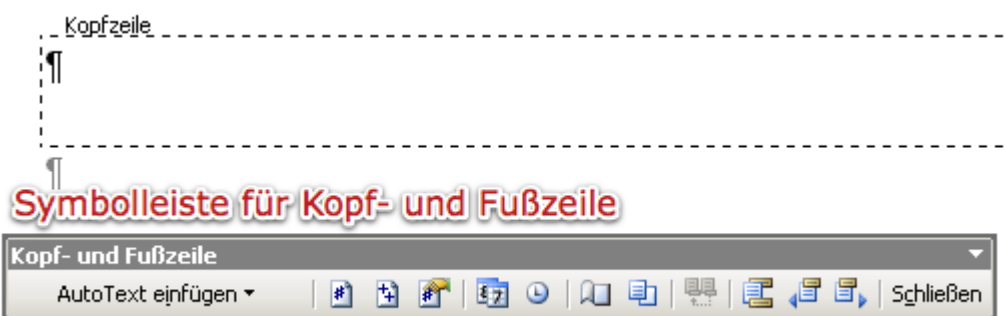 Kopfzeile
¶
¶
Symbolleiste für Kopf- und Fußzeile
Kopf- und Fußzeile
AutoText einfügen Schließen